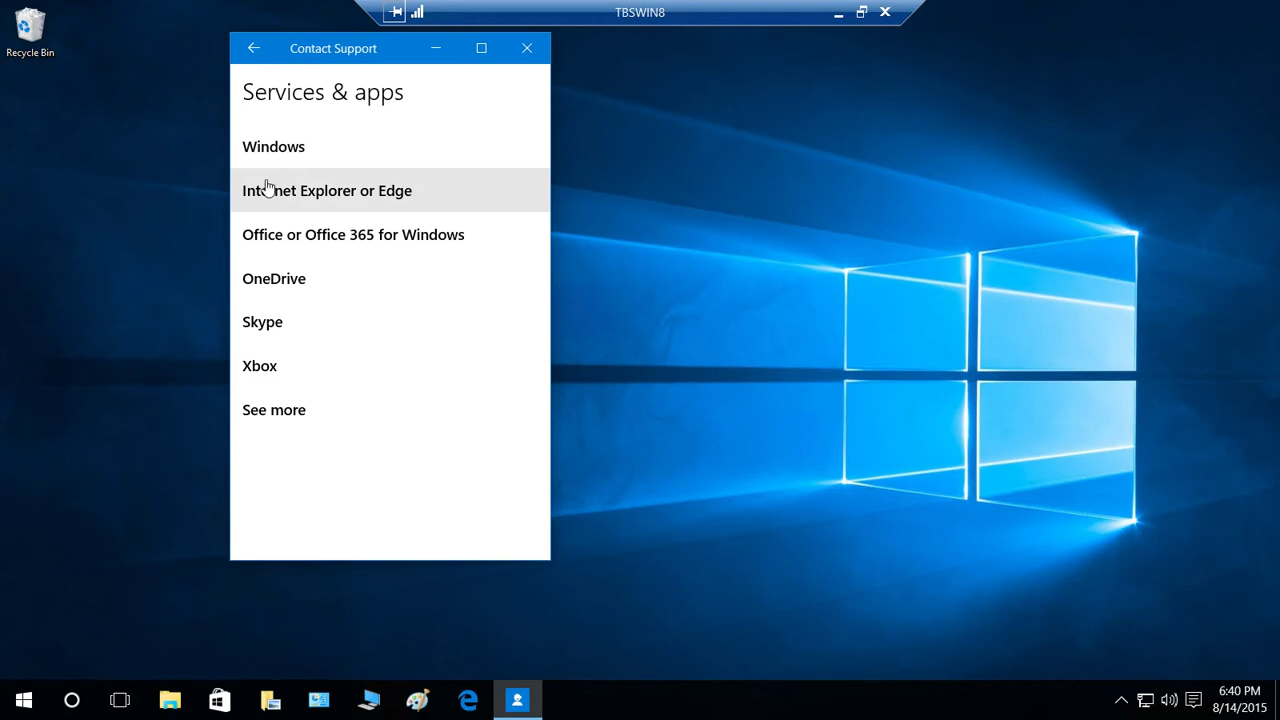 TBSWIN8
Recycle Bin
Contact Support
Services & apps
Windows
Internet Explorer or Edge
Office or Office 365 for Windows
OneDrive
Skype
Xbox
See more
6:40 PM
8/14/2015